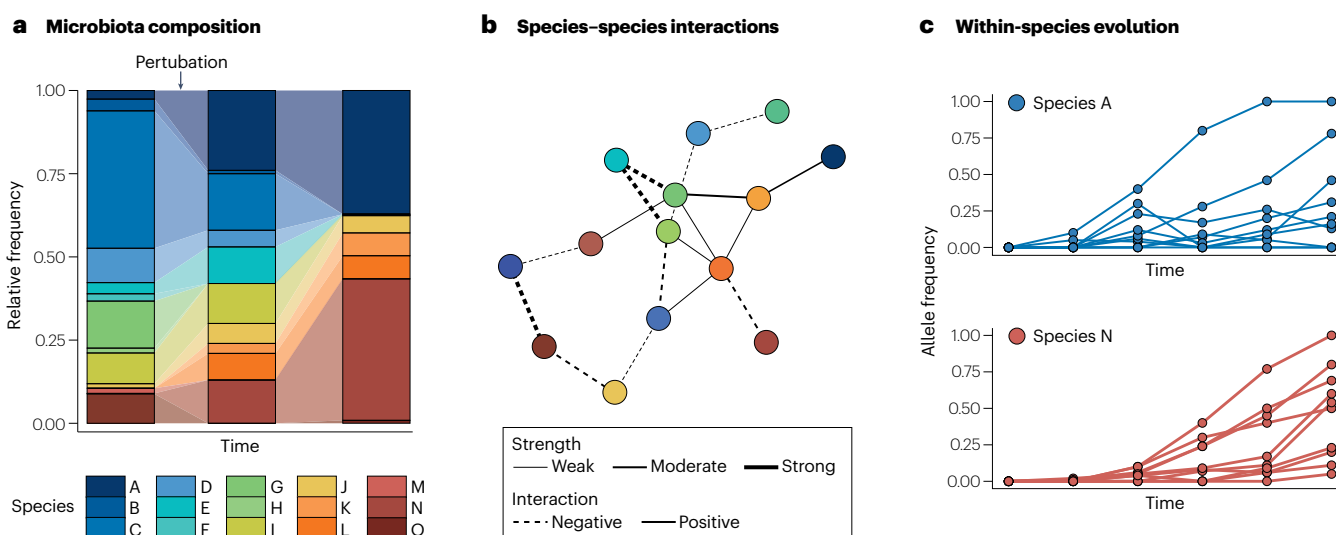 a Microbiota composition
Pertubation
Relative frequency
1.00
0.75
0.50
0.25
0.00
Time
Species
A
B
C
D
E
F
G
H
I
J
K
L
M
N
O
b Species–species interactions
Strength
Weak Moderate Strong
Interaction
Negative Positive
c Within-species evolution
Allele frequency
Species A
1.00
0.75
0.50
0.25
0.00
Time
Species N
1.00
0.75
0.50
0.25
0.00
Time